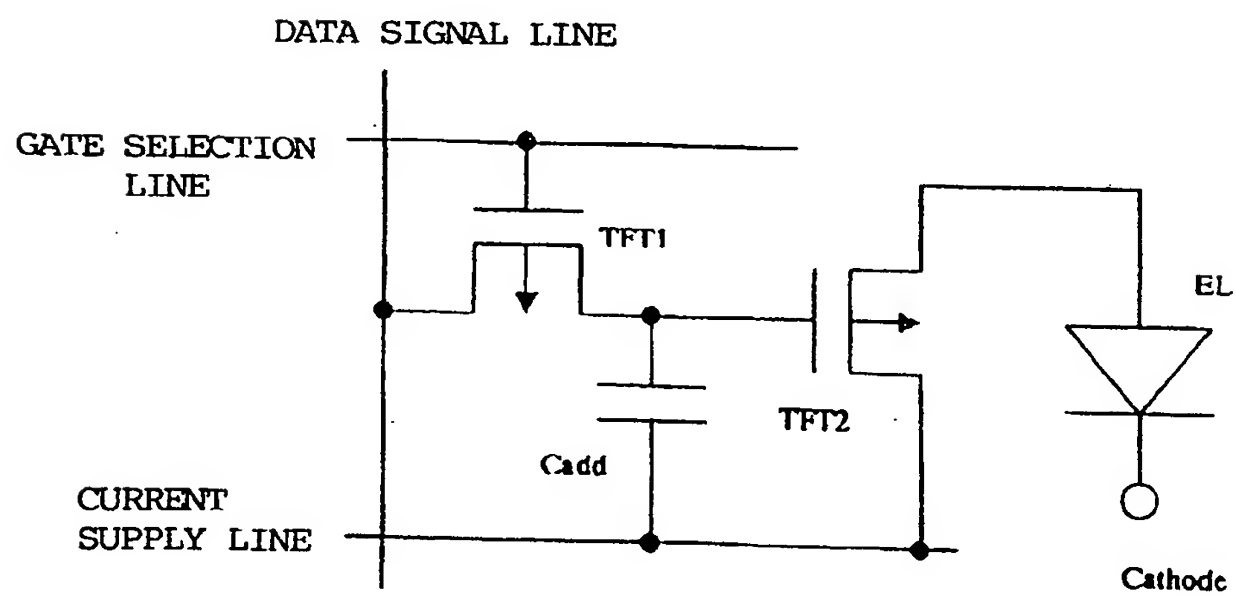 DATA SIGNAL LINE
GATE SELECTION
LINE
TFT1
EL
TFT2
Cadd
CURRENT
SUPPLY LINE
Cathode